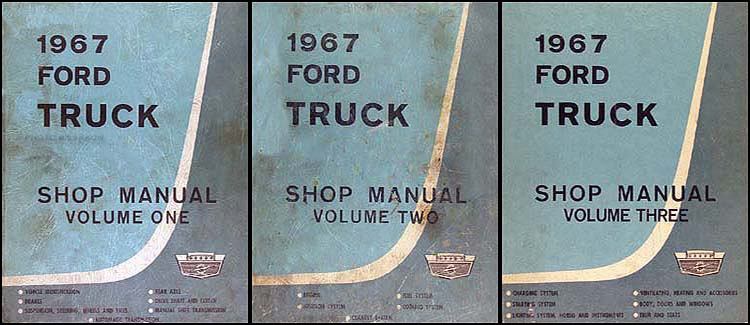 1967
FORD
TRUCK
SHOP MANUAL
VOLUME ONE
VEHICLE IDENTIFICATION
BRAKES
SUSPENSION, STEERING, WHEELS AND TIRES
REAR AXLE
DRIVE SHAFT AND CLUTCH
MANUAL SHIFT TRANSMISSION
AUTOMATIC TRANSMISSION
1967
FORD
TRUCK
SHOP MANUAL
VOLUME TWO
ENGINE
IGNITION SYSTEM
FUEL SYSTEM
COOLING SYSTEM
EXHAUST SYSTEM
1967
FORD
TRUCK
SHOP MANUAL
VOLUME THREE
CHARGING SYSTEM
STARTING SYSTEM
LIGHTING SYSTEM, HORNS AND INSTRUMENTS
VENTILATING, HEATING AND ACCESSORIES
BODY, DOORS AND WINDOWS
TRIM AND SEATS